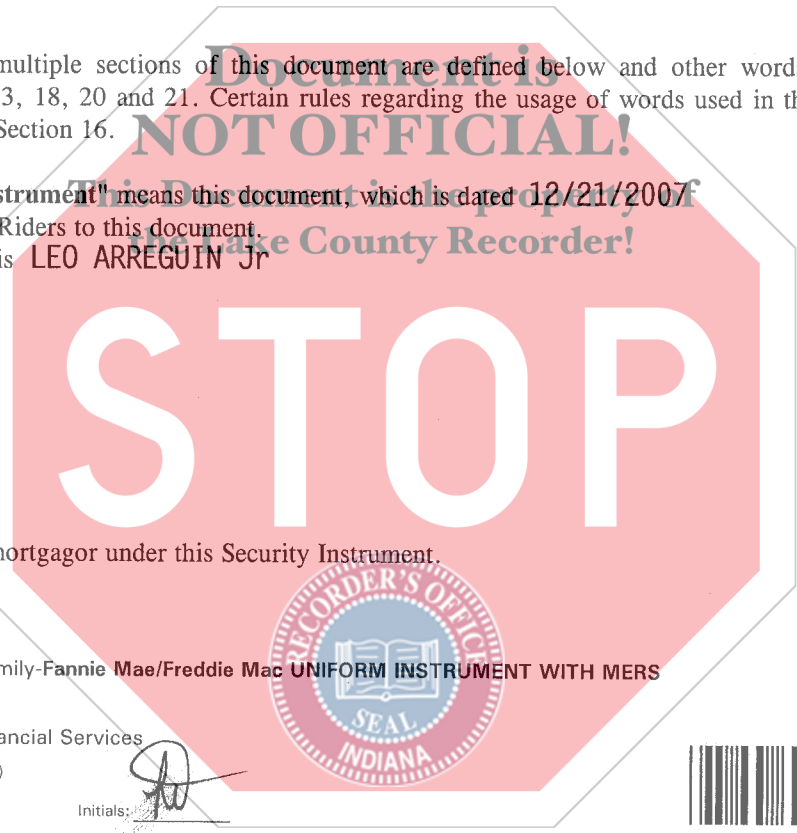 Document is
multiple sections of this document are defined below and other word
3, 18, 20 and 21. Certain rules regarding the usage of words used in th
Section 16.
NOT OFFICIAL!
strument" means this document, which is dated 12/21/2007
This Document is the property of
Riders to this document.
the Lake County Recorder!
is LEO ARREGUIN Jr
STOP
nortgagor under this Security Instrument.
RECORDER'S OFFICE
mily-Fannie Mae/Freddie Mac UNIFORM INSTRUMENT WITH MERS
SEAL
ancial Services
INDIANA
)
Initials: